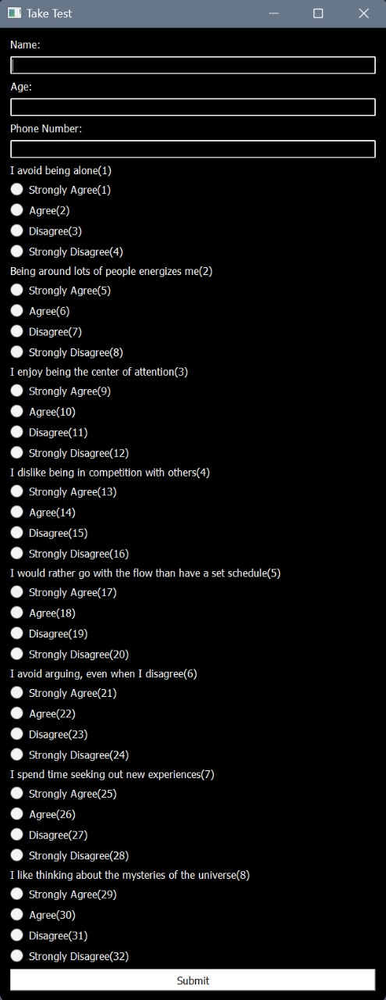 Take Test
Name:
Age:
Phone Number:
I avoid being alone(1)
Strongly Agree(1)
Agree(2)
Disagree(3)
Strongly Disagree(4)
Being around lots of people energizes me(2)
Strongly Agree(5)
Agree(6)
Disagree(7)
Strongly Disagree(8)
I enjoy being the center of attention(3)
Strongly Agree(9)
Agree(10)
Disagree(11)
Strongly Disagree(12)
I dislike being in competition with others(4)
Strongly Agree(13)
Agree(14)
Disagree(15)
Strongly Disagree(16)
I would rather go with the flow than have a set schedule(5)
Strongly Agree(17)
Agree(18)
Disagree(19)
Strongly Disagree(20)
I avoid arguing, even when I disagree(6)
Strongly Agree(21)
Agree(22)
Disagree(23)
Strongly Disagree(24)
I spend time seeking out new experiences(7)
Strongly Agree(25)
Agree(26)
Disagree(27)
Strongly Disagree(28)
I like thinking about the mysteries of the universe(8)
Strongly Agree(29)
Agree(30)
Disagree(31)
Strongly Disagree(32)
Submit